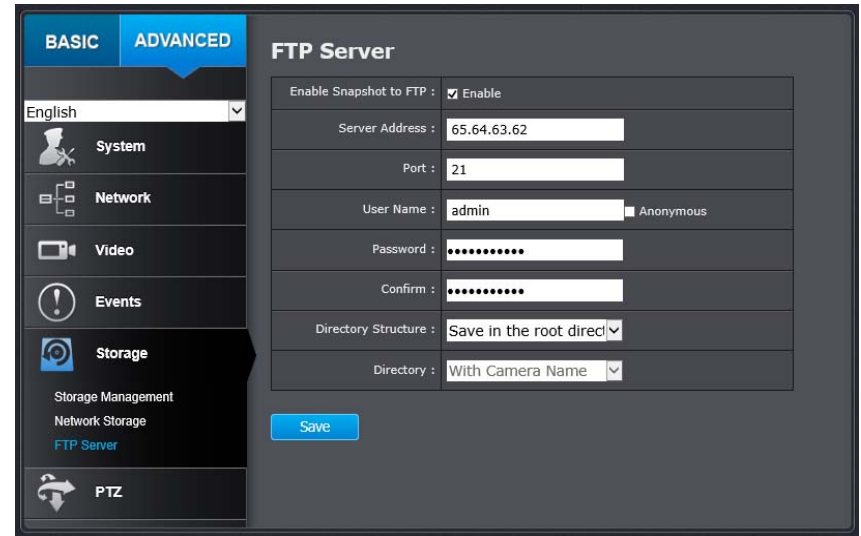 BASIC ADVANCED
English
System
Network
Video
Events
Storage
Storage Management
Network Storage
FTP Server
PTZ
FTP Server
Enable Snapshot to FTP : Enable
Server Address : 65.64.63.62
Port : 21
User Name : admin Anonymous
Password : •••••••••••
Confirm : •••••••••••
Directory Structure : Save in the root direct
Directory : With Camera Name
Save